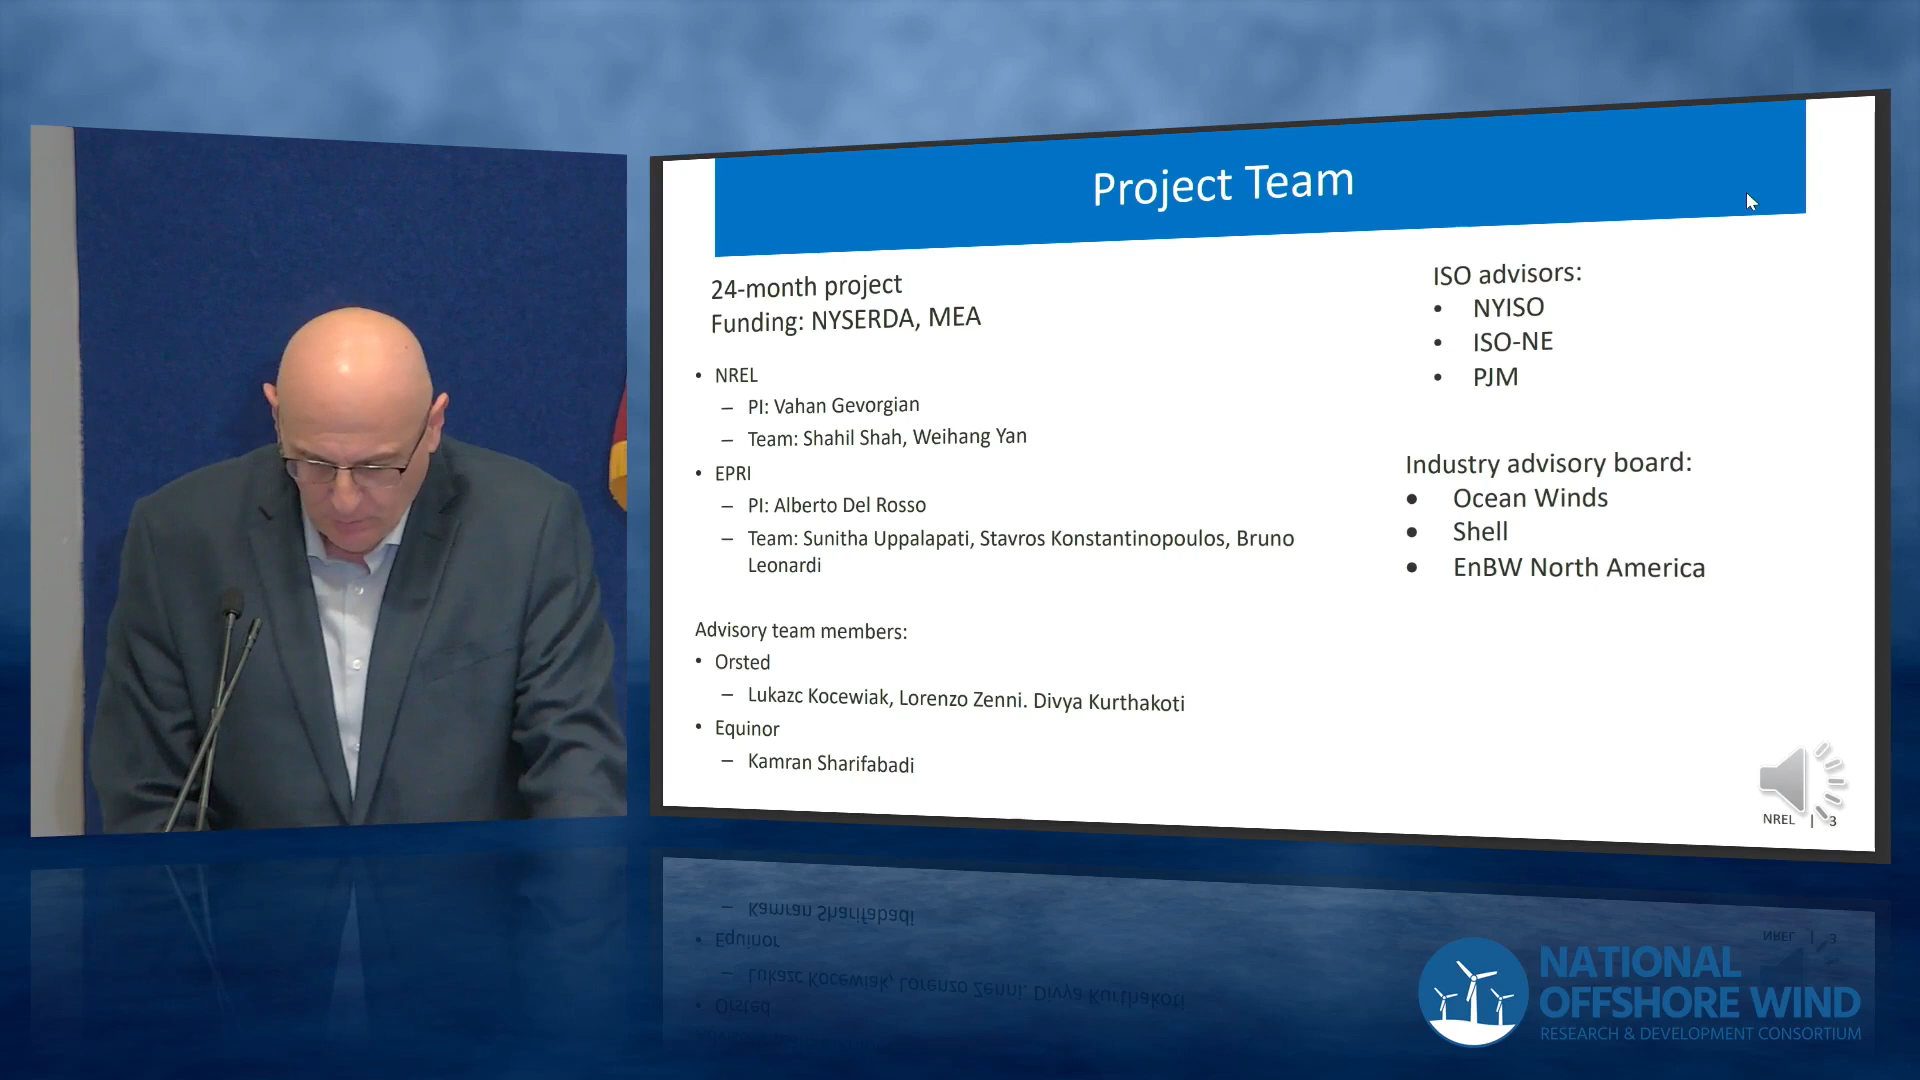 Project Team
24-month project
Funding: NYSERDA, MEA
• NREL
– PI: Vahan Gevorgian
– Team: Shahil Shah, Weihang Yan
• EPRI
– PI: Alberto Del Rosso
– Team: Sunitha Uppalapati, Stavros Konstantinopoulos, Bruno
Leonardi
Advisory team members:
• Orsted
– Lukazc Kocewiak, Lorenzo Zenni. Divya Kurthakoti
• Equinor
– Kamran Sharifabadi
ISO advisors:
• NYISO
• ISO-NE
• PJM
Industry advisory board:
• Ocean Winds
• Shell
• EnBW North America
NREL | 3
NATIONAL
OFFSHORE WIND
RESEARCH & DEVELOPMENT CONSORTIUM